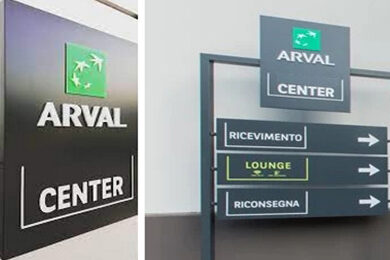 ARVAL
CENTER
ARVAL
CENTER
RICEVIMENTO
LOUNGE
RICONSEGNA